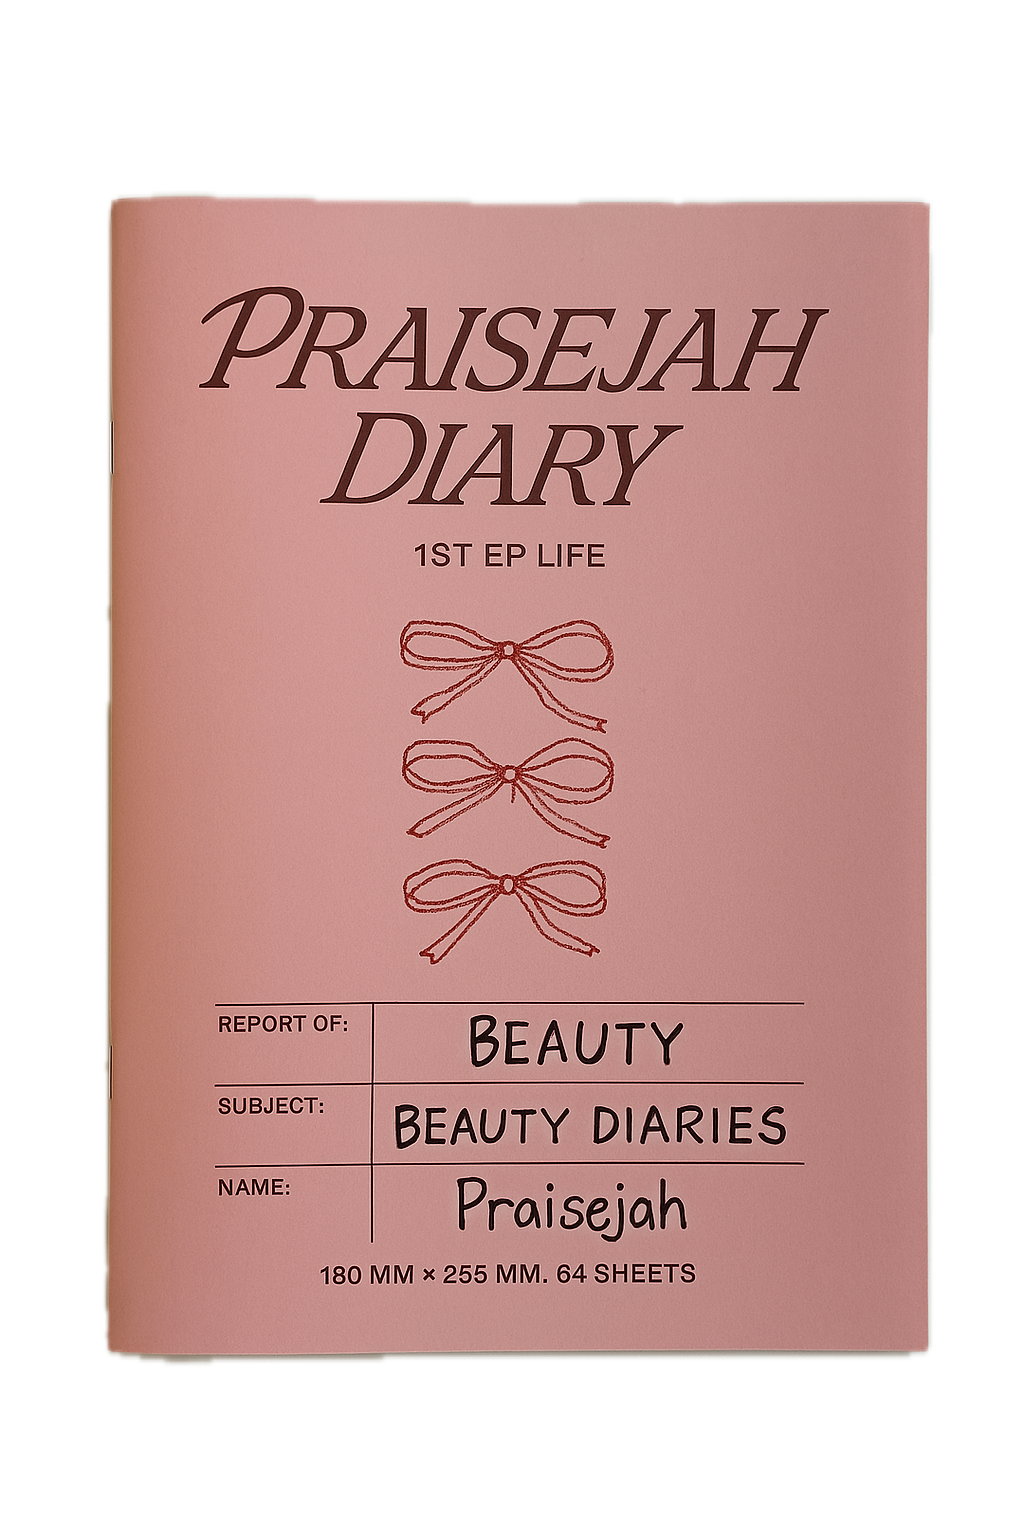 PRAISEJAH
DIARY
1ST EP LIFE
REPORT OF: BEAUTY
SUBJECT: BEAUTY DIARIES
NAME: Praisejah
180 MM × 255 MM. 64 SHEETS